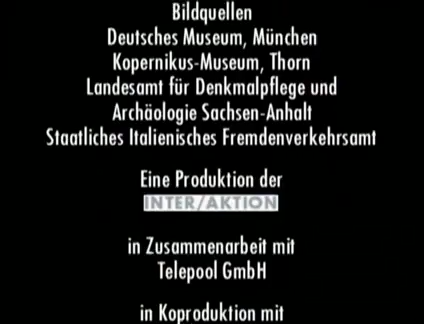 Bildquellen
Deutsches Museum, München
Kopernikus-Museum, Thorn
Landesamt für Denkmalpflege und
Archäologie Sachsen-Anhalt
Staatliches Italienisches Fremdenverkehrsamt
Eine Produktion der
INTER/AKTION
in Zusammenarbeit mit
Telepool GmbH
in Koproduktion mit